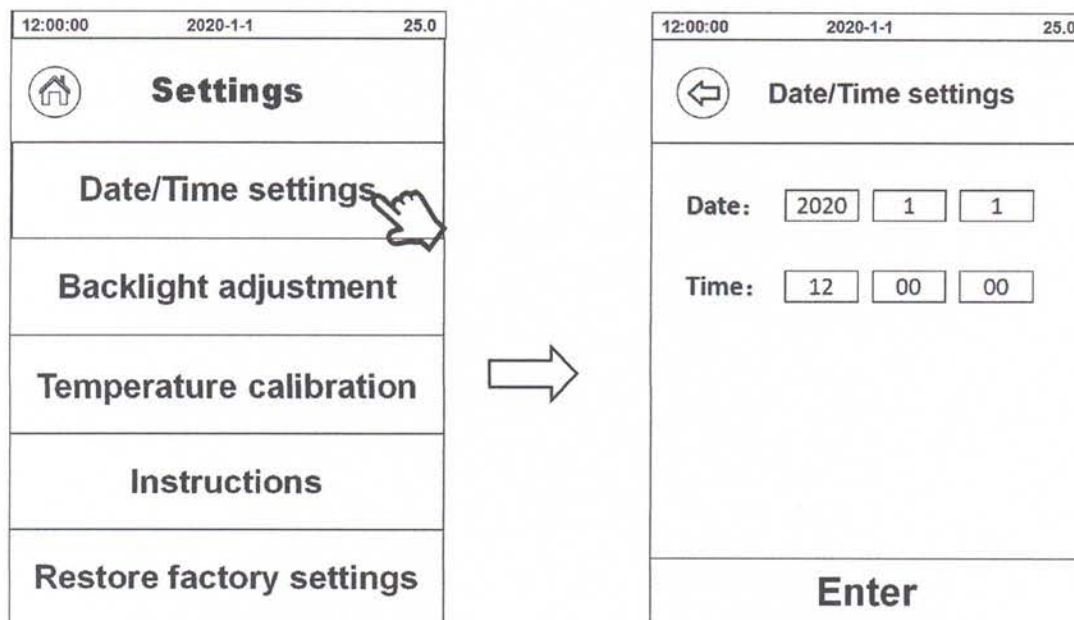 12:00:00 2020-1-1 25.0
Settings
Date/Time settings
Backlight adjustment
Temperature calibration
Instructions
Restore factory settings
12:00:00 2020-1-1 25.0
Date/Time settings
Date: 2020 1 1
Time: 12 00 00
Enter